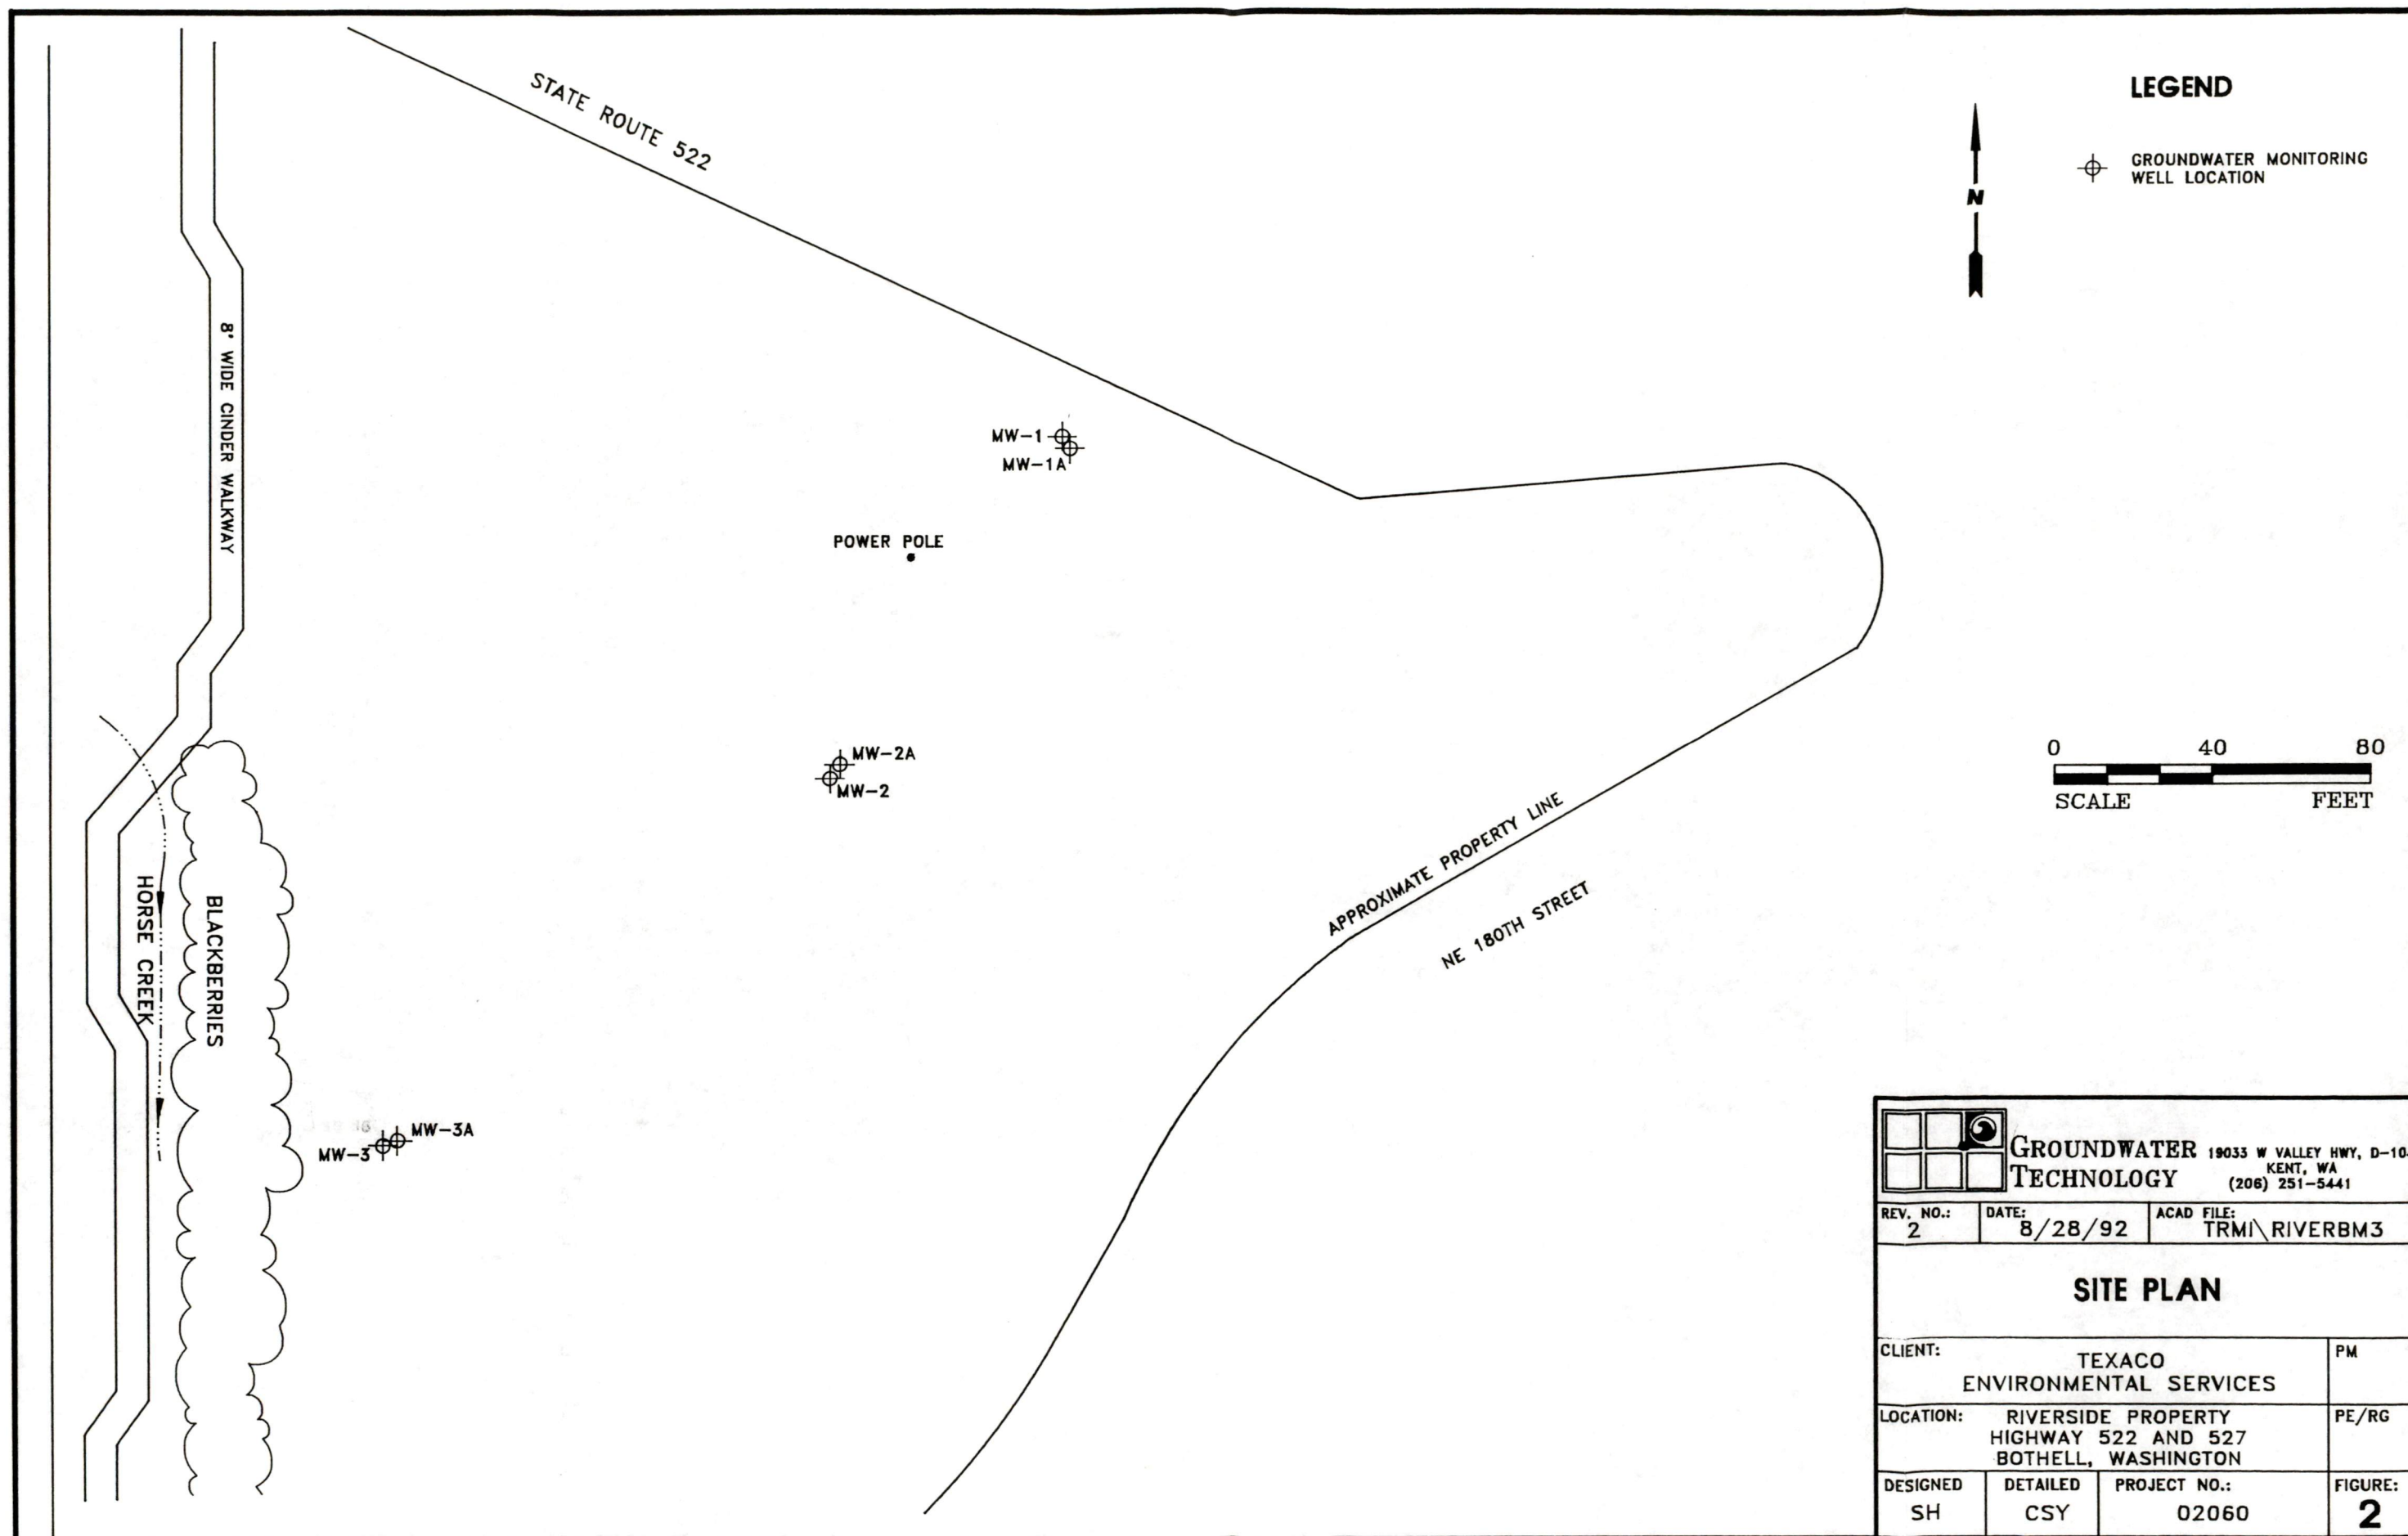 STATE ROUTE 522
LEGEND
GROUNDWATER MONITORING
WELL LOCATION
N
8' WIDE CINDER WALKWAY
MW-1
MW-1A
POWER POLE
MW-2A
MW-2
0 40 80
SCALE FEET
APPROXIMATE PROPERTY LINE
NE 180TH STREET
HORSE CREEK
BLACKBERRIES
MW-3A
MW-3
GROUNDWATER
TECHNOLOGY
19033 W VALLEY HWY,
KENT, WA
(206) 251-5441
REV. NO.:
2
DATE:
8/28/92
ACAD FILE:
TRMI\RIVERBM3
SITE PLAN
CLIENT:
TEXACO
ENVIRONMENTAL SERVICES
PM
LOCATION:
RIVERSIDE PROPERTY
HIGHWAY 522 AND 527
BOTHELL, WASHINGTON
PE/RG
DESIGNED
SH
DETAILED
CSY
PROJECT NO.:
02060
FIGURE:
2